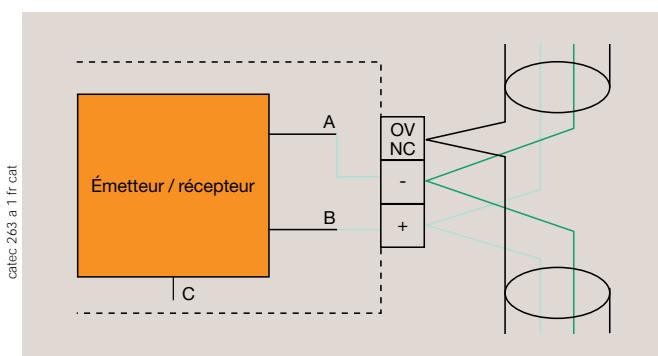 A
OV
NC
Émetteur / récepteur
-
B
+
C
catec 263 a 1 fr cat